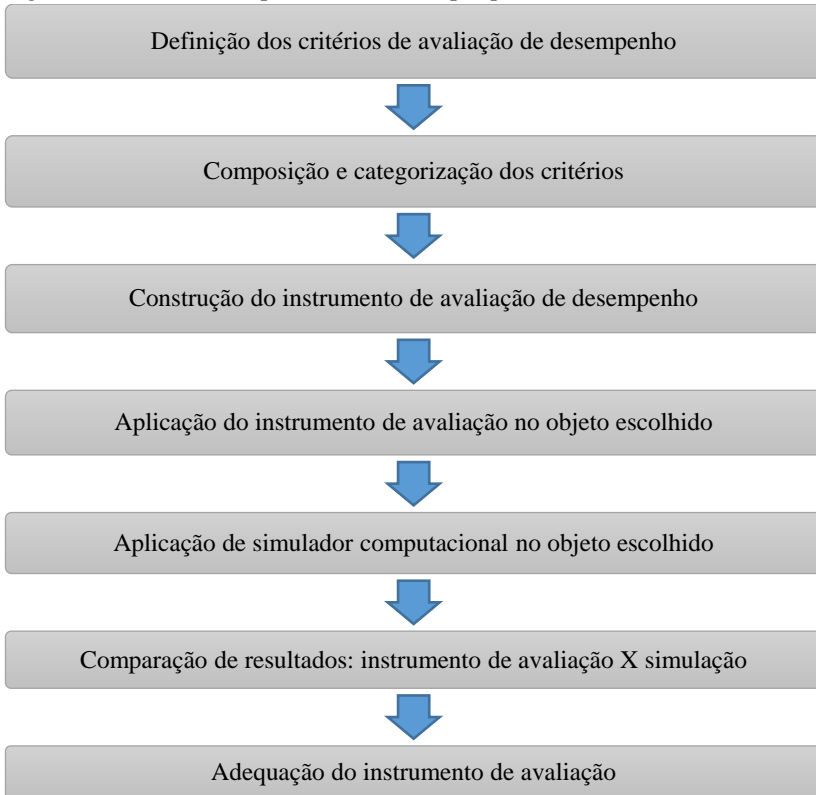 Definição dos critérios de avaliação de desempenho
Composição e categorização dos critérios
Construção do instrumento de avaliação de desempenho
Aplicação do instrumento de avaliação no objeto escolhido
Aplicação de simulador computacional no objeto escolhido
Comparação de resultados: instrumento de avaliação X simulação
Adequação do instrumento de avaliação